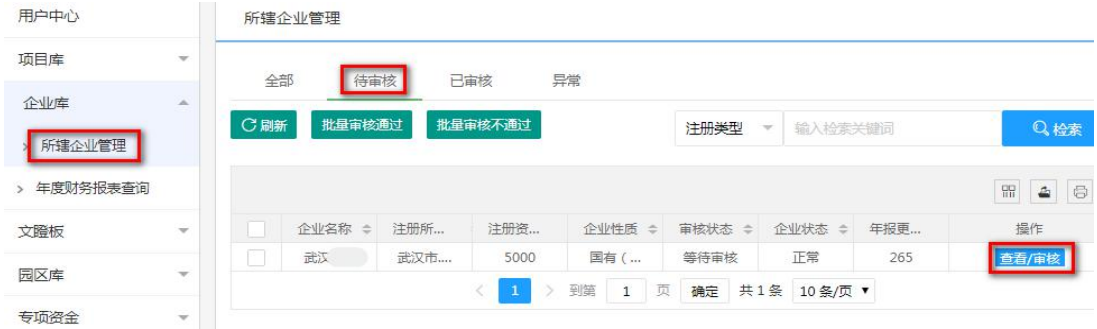 用户中心
项目库
企业库
所辖企业管理
年度财务报表查询
文瞪板
园区库
专项资金
所辖企业管理
全部 待审核 已审核 异常
刷新 批量审核通过 批量审核不通过 注册类型 输入检索关键词 检索
企业名称 注册所... 注册资... 企业性质 审核状态 企业状态 年报更... 操作
武汉 武汉市.... 5000 国有（... 等待审核 正常 265 查看/审核
< 1 > 到第 1 页 确定 共 1 条 10 条/页